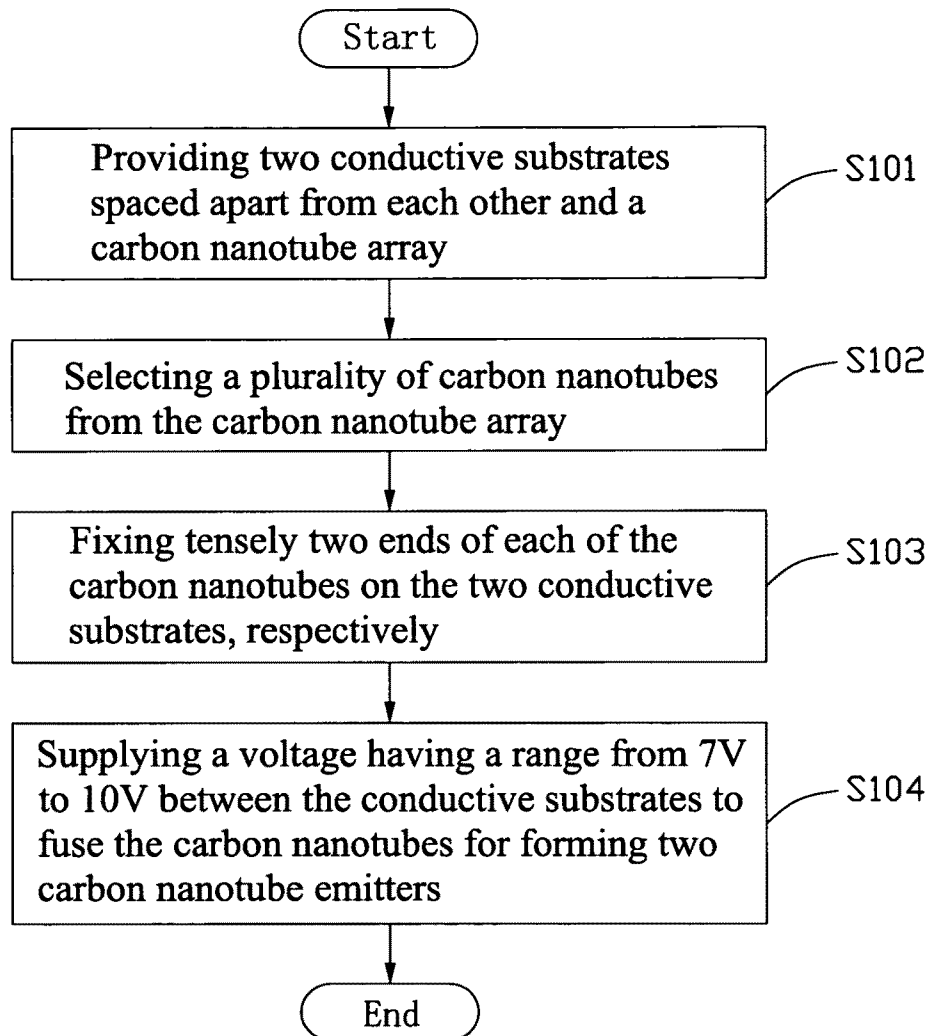 Start
Providing two conductive substrates
spaced apart from each other and a
carbon nanotube array
S101
Selecting a plurality of carbon nanotubes
from the carbon nanotube array
S102
Fixing tensely two ends of each of the
carbon nanotubes on the two conductive
substrates, respectively
S103
Supplying a voltage having a range from 7V
to 10V between the conductive substrates to
fuse the carbon nanotubes for forming two
carbon nanotube emitters
S104
End